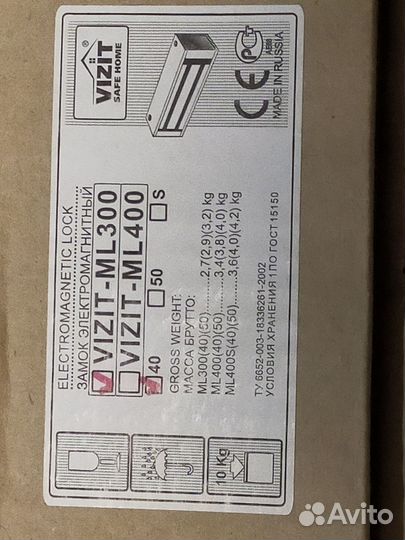 VIZIT
SAFE HOME
AE68
MADE IN RUSSIA
ELECTROMAGNETIC LOCK
ЗАМОК ЭЛЕКТРОМАГНИТНЫЙ
VIZIT-ML300
VIZIT-ML400
40 50 S
GROSS WEIGHT:
МАССА БРУТТО:
ML300(40)(50).........2,7(2,9)(3,2) kg
ML400(40)(50).........3,4(3,8)(4,0) kg
ML400S(40)(50).......3,6(4,0)(4,2) kg
ТУ 6652-003-18336261-2002
УСЛОВИЯ ХРАНЕНИЯ 1ПО ГОСТ 15150
10 Kg
Avito